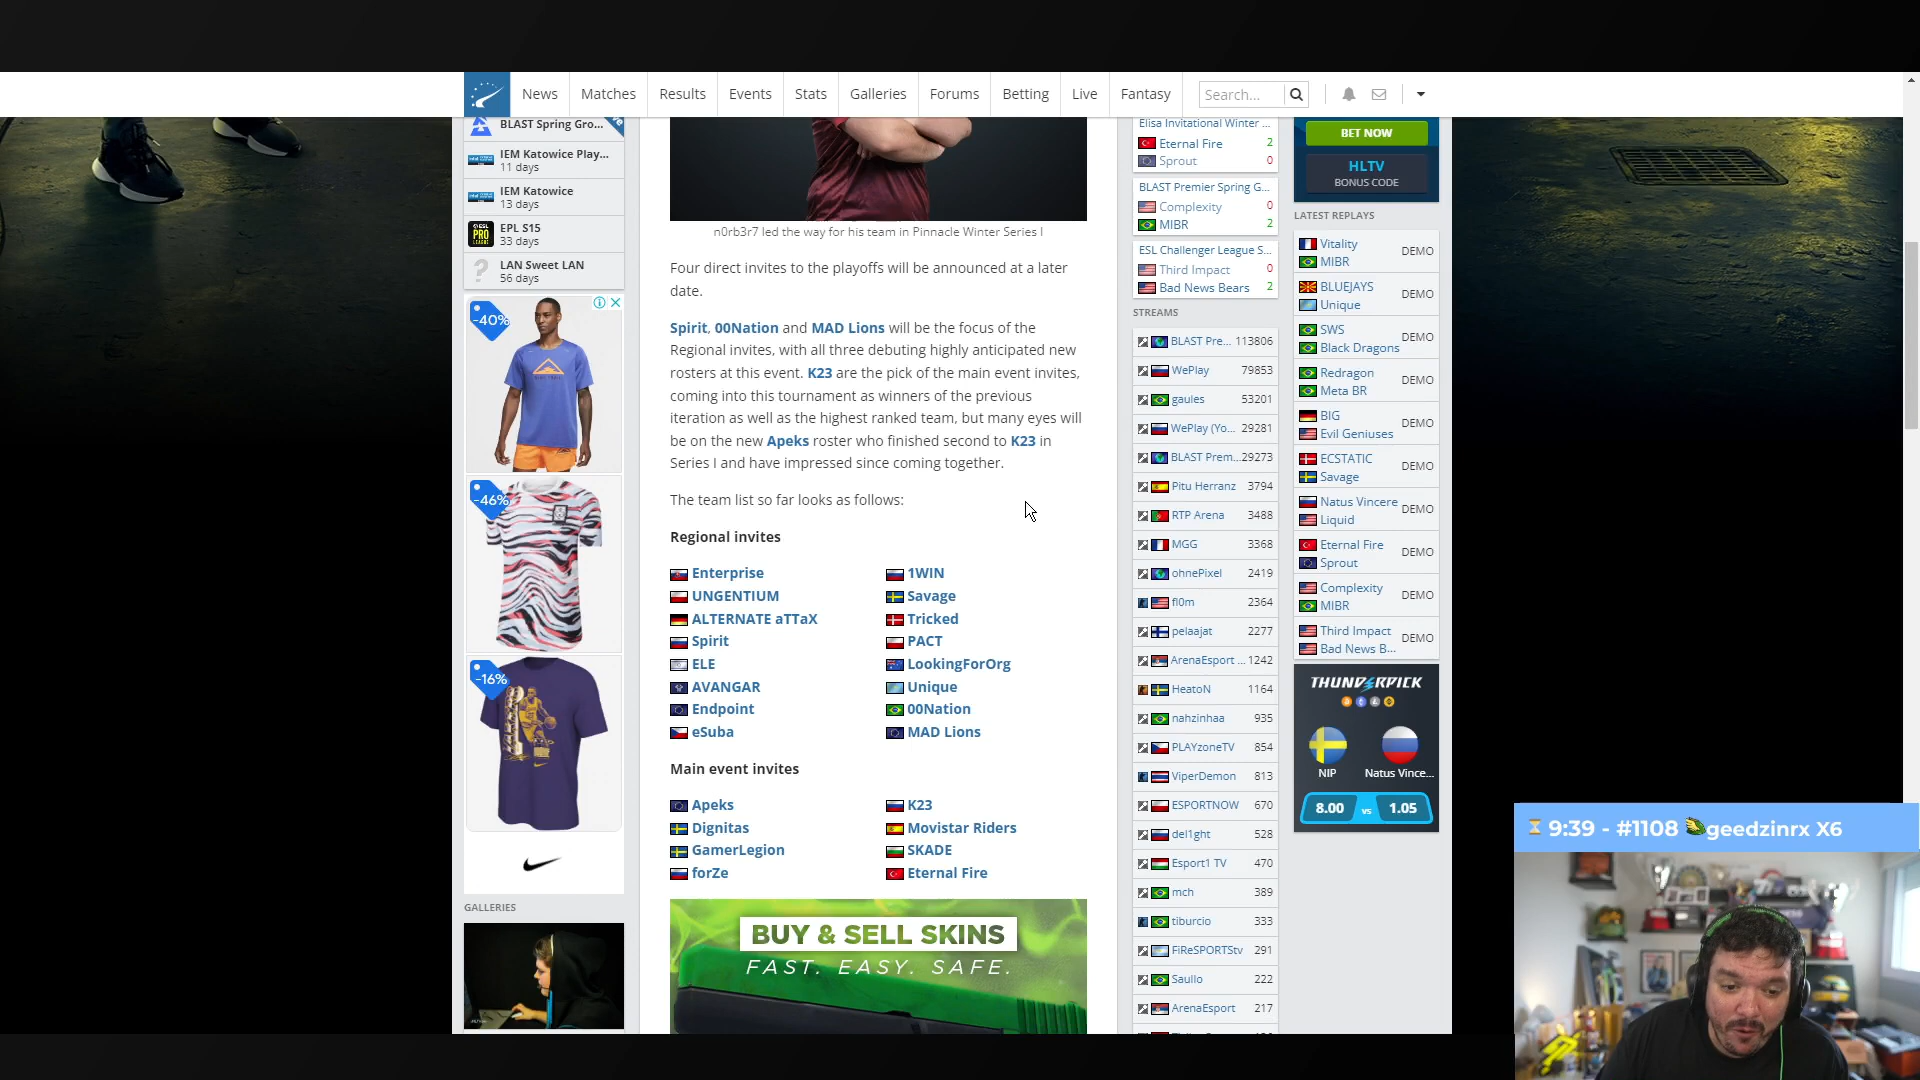 News
Matches
Results
Events
Stats
Galleries
Forums
Betting
Live
Fantasy
Search...
BLAST Spring Gro...
IEM Katowice Play...
11 days
IEM Katowice
13 days
EPL S15
33 days
LAN Sweet LAN
56 days
-40%
-46%
-16%
GALLERIES
n0rb3r7 led the way for his team in Pinnacle Winter Series I
Four direct invites to the playoffs will be announced at a later
date.
Spirit, 00Nation and MAD Lions will be the focus of the
Regional invites, with all three debuting highly anticipated new
rosters at this event. K23 are the pick of the main event invites,
coming into this tournament as winners of the previous
iteration as well as the highest ranked team, but many eyes will
be on the new Apeks roster who finished second to K23 in
Series I and have impressed since coming together.
The team list so far looks as follows:
Regional invites
Enterprise
1WIN
UNGENTIUM
Savage
ALTERNATE aTTaX
Tricked
Spirit
PACT
ELE
LookingForOrg
AVANGAR
Unique
Endpoint
00Nation
eSuba
MAD Lions
Main event invites
Apeks
K23
Dignitas
Movistar Riders
GamerLegion
SKADE
forZe
Eternal Fire
BUY & SELL SKINS
FAST. EASY. SAFE.
Elisa Invitational Winter ...
Eternal Fire 2
Sprout 0
BLAST Premier Spring G...
Complexity 0
MIBR 2
ESL Challenger League S...
Third Impact 0
Bad News Bears 2
STREAMS
BLAST Pre... 113806
WePlay 79853
gaules 53201
WePlay (Yo... 29281
BLAST Prem... 29273
Pitu Herranz 3794
RTP Arena 3488
MGG 3368
ohnePixel 2419
fl0m 2364
pelaajat 2277
ArenaEsport ... 1242
HeatoN 1164
nahzinhaa 935
PLAYzoneTV 854
ViperDemon 813
ESPORTNOW 670
del1ght 528
Esport1 TV 470
mch 389
tiburcio 333
FiReSPORTStv 291
Saullo 222
ArenaEsport 217
BET NOW
HLTV
BONUS CODE
LATEST REPLAYS
Vitality
MIBR
DEMO
BLUEJAYS
Unique
DEMO
SWS
Black Dragons
DEMO
Redragon
Meta BR
DEMO
BIG
Evil Geniuses
DEMO
ECSTATIC
Savage
DEMO
Natus Vincere
Liquid
DEMO
Eternal Fire
Sprout
DEMO
Complexity
MIBR
DEMO
Third Impact
Bad News B...
DEMO
THUNDERPICK
NIP
Natus Vince...
8.00 vs 1.05
9:39 - #1108 geedzinrx X6